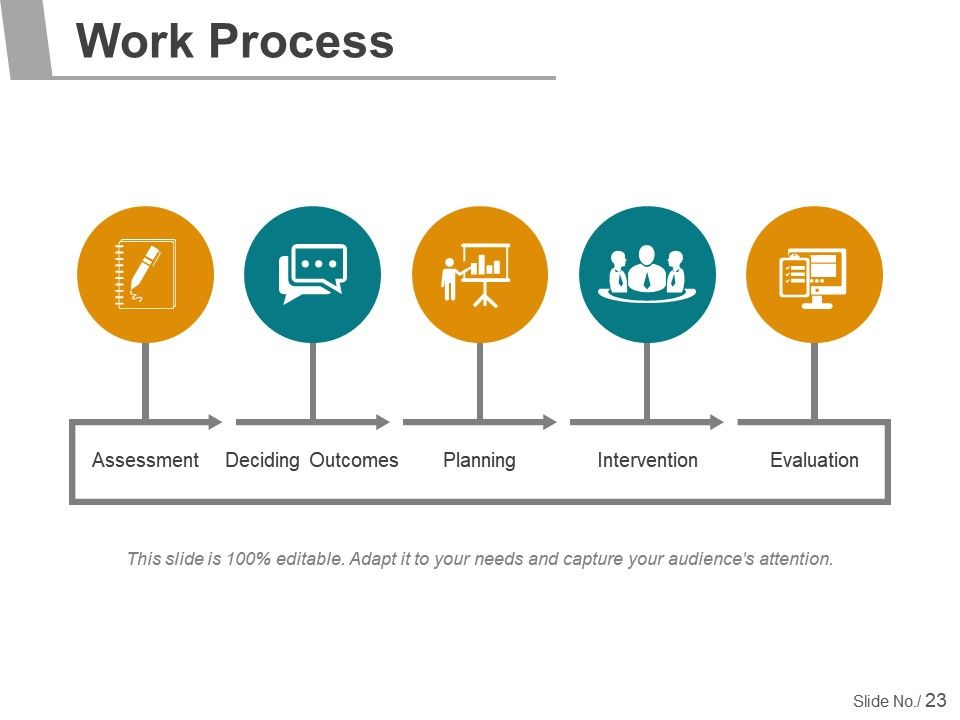 Work Process
Assessment
Deciding Outcomes
Planning
Intervention
Evaluation
This slide is 100% editable. Adapt it to your needs and capture your audience's attention.
Slide No./ 23